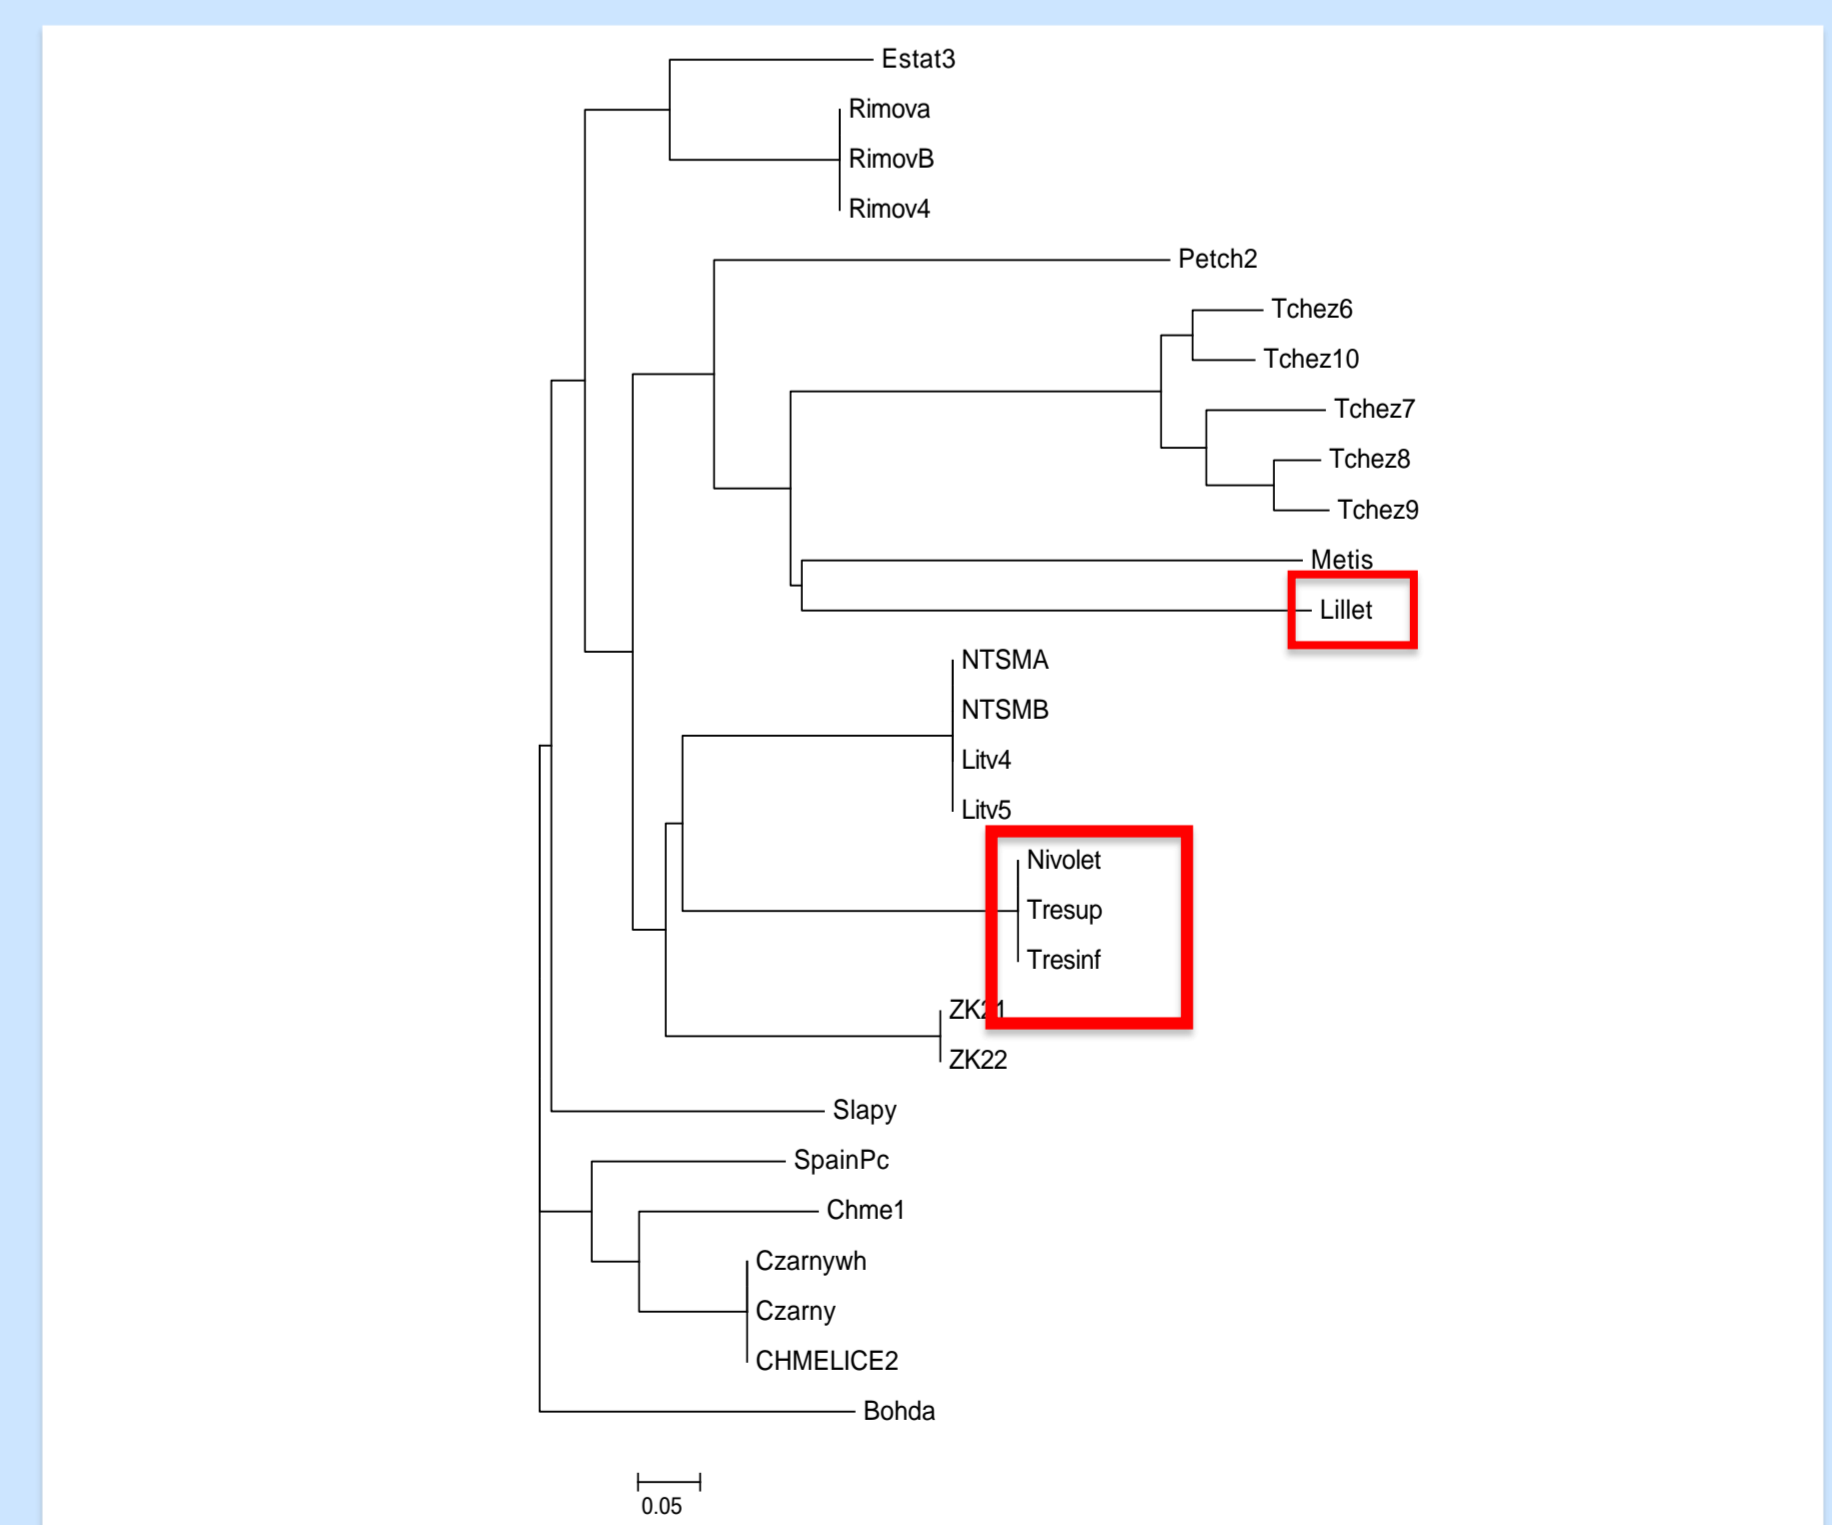 Estat3
Rimova
RimovB
Rimov4
Petch2
Tchez6
Tchez10
Tchez7
Tchez8
Tchez9
Metis
Lillet
NTSMA
NTSMB
Litv4
Litv5
Nivolet
Tresup
Tresinf
ZK21
ZK22
Slapy
SpainPc
Chme1
Czarnywh
Czarny
CHMELICE2
Bohda
0.05